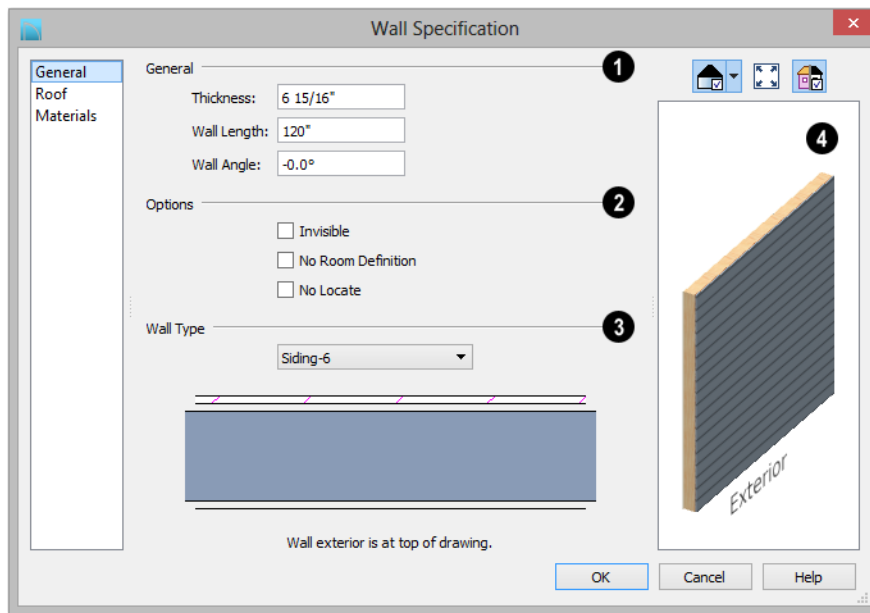 Wall Specification
General
Roof
Materials
General
1
Thickness: 6 15/16"
Wall Length: 120"
Wall Angle: -0.0°
Options
2
Invisible
No Room Definition
No Locate
Wall Type
3
Siding-6
Wall exterior is at top of drawing.
4
Exterior
OK
Cancel
Help